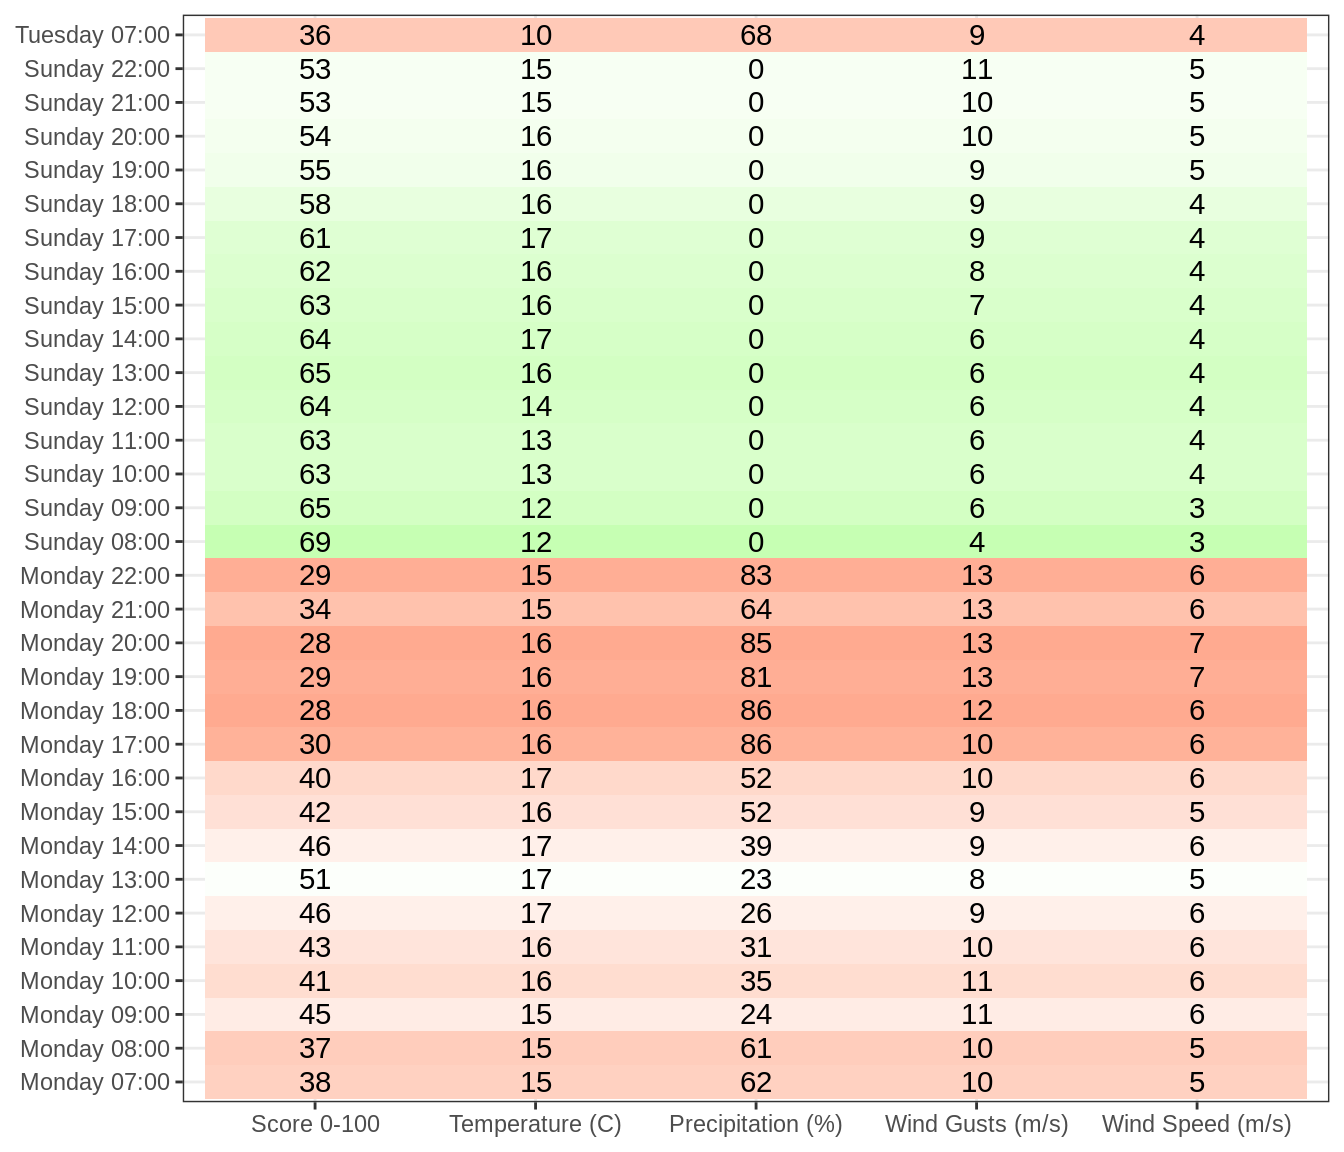 Tuesday 07:00 36 10 68 9 4
Sunday 22:00 53 15 0 11 5
Sunday 21:00 53 15 0 10 5
Sunday 20:00 54 16 0 10 5
Sunday 19:00 55 16 0 9 5
Sunday 18:00 58 16 0 9 4
Sunday 17:00 61 17 0 9 4
Sunday 16:00 62 16 0 8 4
Sunday 15:00 63 16 0 7 4
Sunday 14:00 64 17 0 6 4
Sunday 13:00 65 16 0 6 4
Sunday 12:00 64 14 0 6 4
Sunday 11:00 63 13 0 6 4
Sunday 10:00 63 13 0 6 4
Sunday 09:00 65 12 0 6 3
Sunday 08:00 69 12 0 4 3
Monday 22:00 29 15 83 13 6
Monday 21:00 34 15 64 13 6
Monday 20:00 28 16 85 13 7
Monday 19:00 29 16 81 13 7
Monday 18:00 28 16 86 12 6
Monday 17:00 30 16 86 10 6
Monday 16:00 40 17 52 10 6
Monday 15:00 42 16 52 9 5
Monday 14:00 46 17 39 9 6
Monday 13:00 51 17 23 8 5
Monday 12:00 46 17 26 9 6
Monday 11:00 43 16 31 10 6
Monday 10:00 41 16 35 11 6
Monday 09:00 45 15 24 11 6
Monday 08:00 37 15 61 10 5
Monday 07:00 38 15 62 10 5
Score 0-100 Temperature (C) Precipitation (%) Wind Gusts (m/s) Wind Speed (m/s)